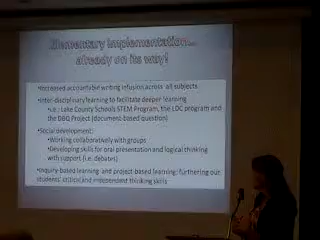 Elementary Implementation...
already on its way!
•Increased accountable writing infusion across all subjects
•Inter-disciplinary learning to facilitate deeper learning
•i.e.: Lake County Schools STEM Program, the LDC program and
the DBQ Project (document-based question)
•Social development:
•Working collaboratively with groups
•Developing skills for oral presentation and logical thinking
with support (i.e. debates)
•Inquiry-based learning and project-based learning: furthering our
students' critical and independent thinking skills